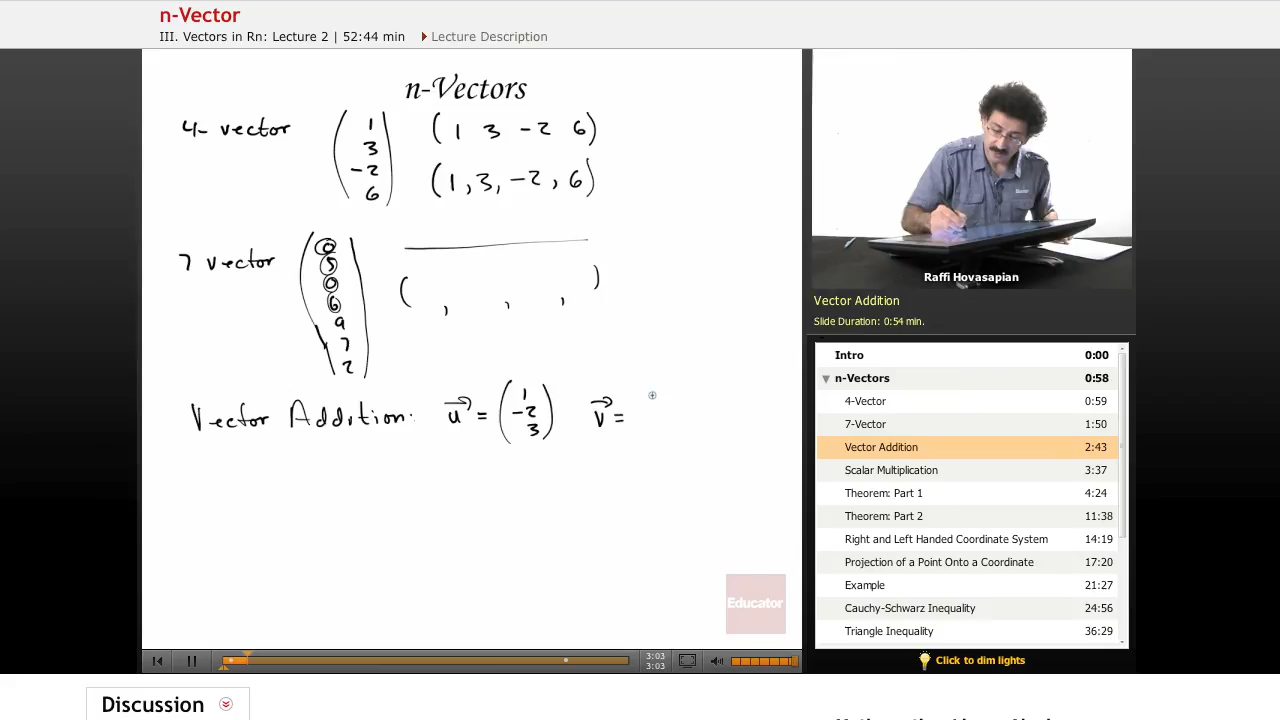 n-Vector
III. Vectors in Rn: Lecture 2 | 52:44 min Lecture Description
n-Vectors
4- vector
1
3
-2
6
(1 3 -2 6)
(1, 3, -2, 6)
7 vector
0
5
0
6
9
7
2
( , , , )
Vector Addition: u = v =
1
-2
3
Educator
Raffi Hovasapian
Vector Addition
Slide Duration: 0:54 min.
Intro 0:00
n-Vectors 0:58
4-Vector 0:59
7-Vector 1:50
Vector Addition 2:43
Scalar Multiplication 3:37
Theorem: Part 1 4:24
Theorem: Part 2 11:38
Right and Left Handed Coordinate System 14:19
Projection of a Point Onto a Coordinate 17:20
Example 21:27
Cauchy-Schwarz Inequality 24:56
Triangle Inequality 36:29
3:03
3:03
Click to dim lights
Discussion